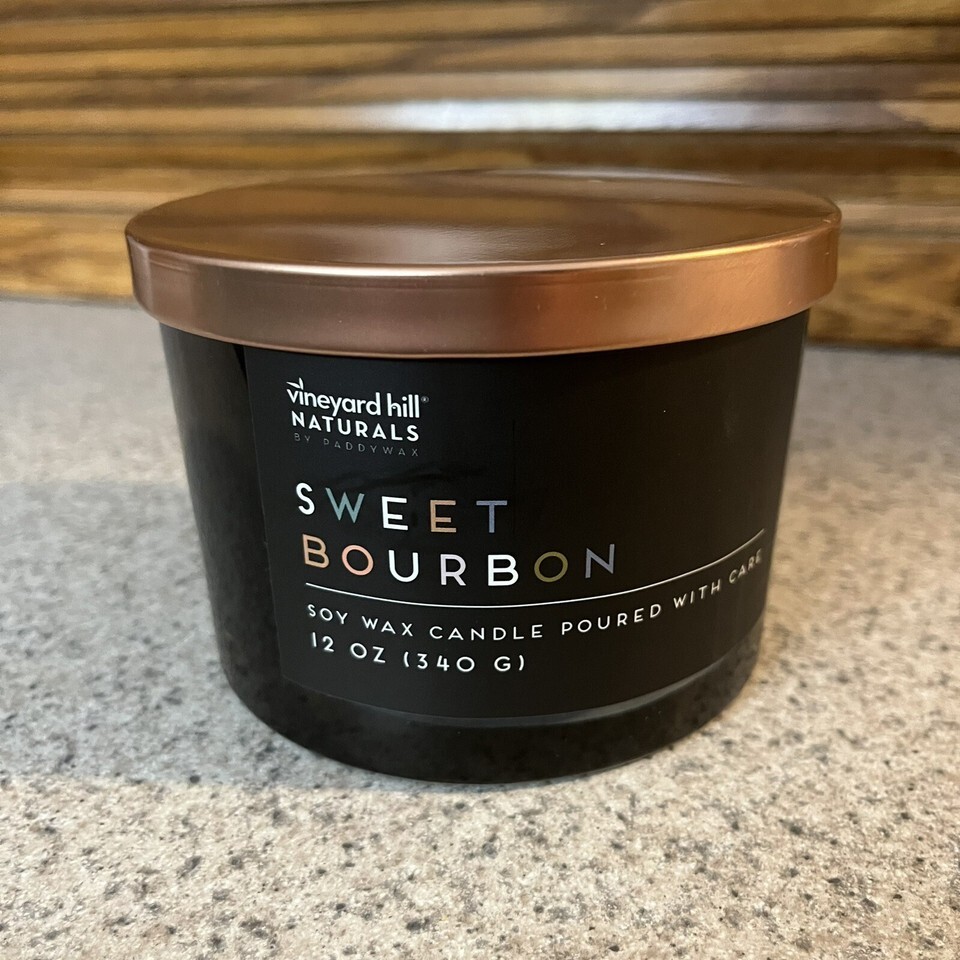 vineyard hill®
NATURALS
BY PADDYWAX
SWEET
BOURBON
SOY WAX CANDLE POURED WITH CARE
12 OZ (340 G)